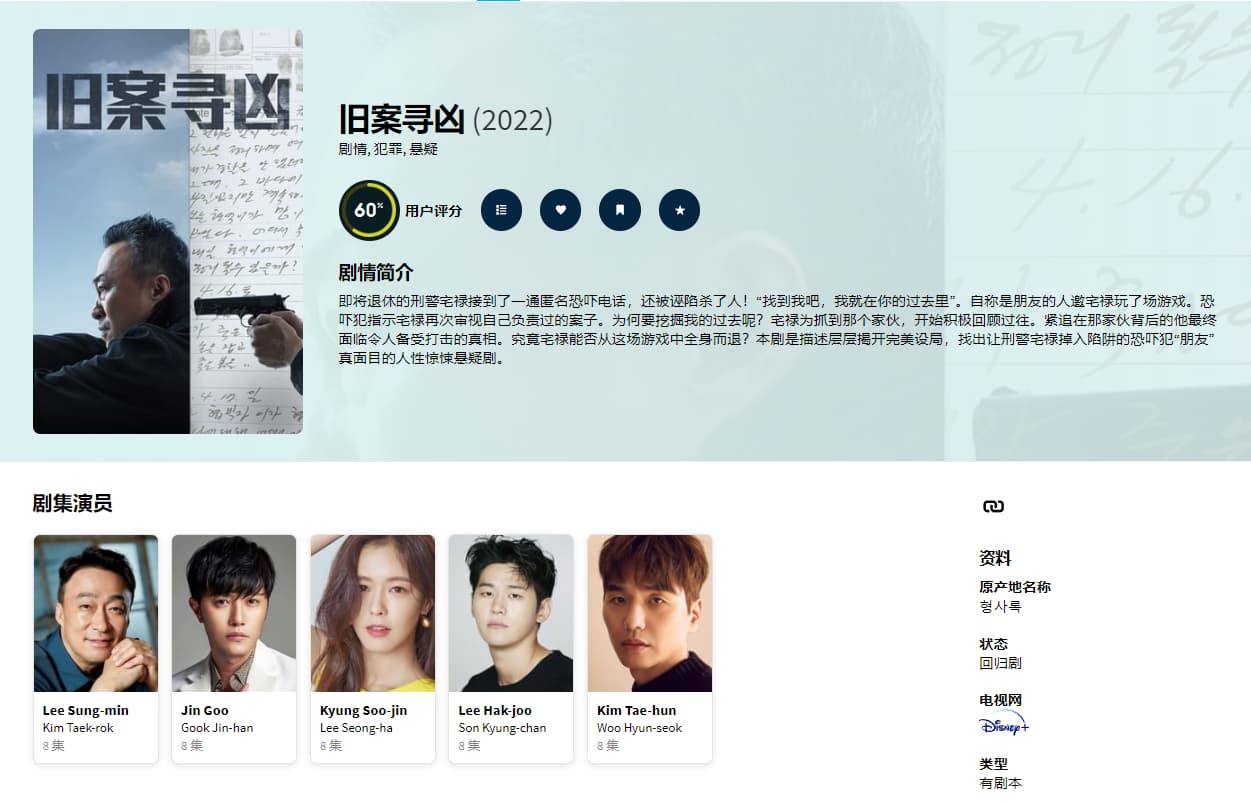 旧案寻凶
旧案寻凶 (2022)
剧情, 犯罪, 悬疑
60%
用户评分
剧情简介
即将退休的刑警宅禄接到了一通匿名恐吓电话，还被诬陷杀了人！“找到我吧，我就在你的过去里”。自称是朋友的人邀宅禄玩了场游戏。恐
吓犯指示宅禄再次审视自己负责过的案子。为何要挖掘我的过去呢？宅禄为抓到那个家伙，开始积极回顾过往。紧追在那家伙背后的他最终
面临令人备受打击的真相。究竟宅禄能否从这场游戏中全身而退？本剧是描述层层揭开完美设局，找出让刑警宅禄掉入陷阱的恐吓犯“朋友”
真面目的人性惊悚悬疑剧。
4.16.
剧集演员
Lee Sung-min
Kim Taek-rok
8 集
Jin Goo
Gook Jin-han
8 集
Kyung Soo-jin
Lee Seong-ha
8 集
Lee Hak-joo
Son Kyung-chan
8 集
Kim Tae-hun
Woo Hyun-seok
8 集
资料
原产地名称
형사록
状态
回归剧
电视网
Disney+
类型
有剧本